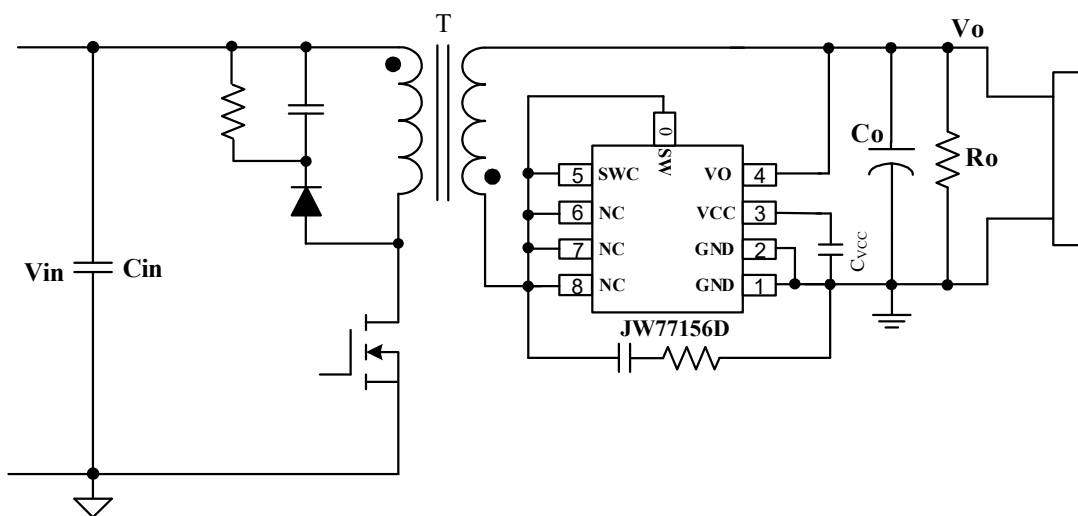 T
Vo
0
SW
Co
Ro
5 SWC VO 4
6 NC VCC 3
7 NC GND 2
8 NC GND 1
CVCC
Vin
Cin
JW77156D